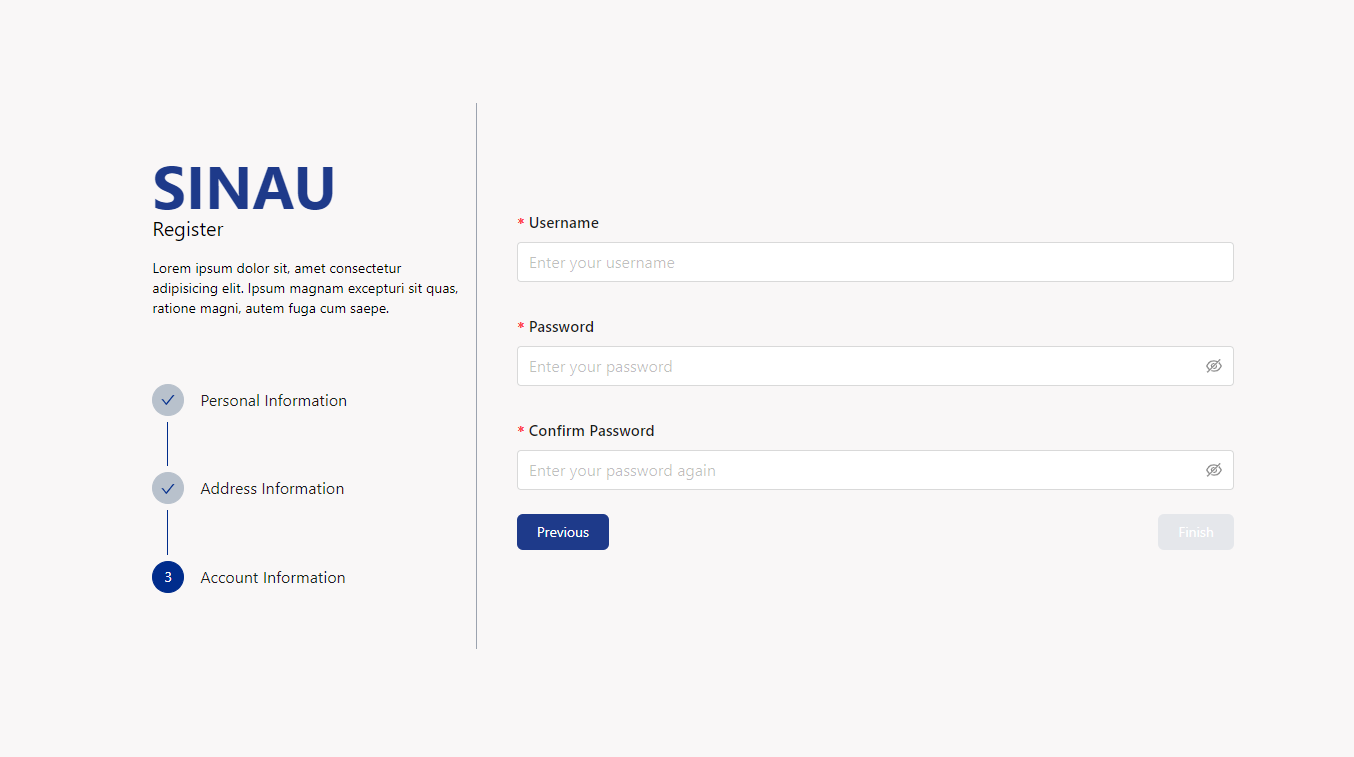 SINAU
Register
Lorem ipsum dolor sit, amet consectetur
adipisicing elit. Ipsum magnam excepturi sit quas,
ratione magni, autem fuga cum saepe.
Personal Information
Address Information
3 Account Information
* Username
Enter your username
* Password
Enter your password
* Confirm Password
Enter your password again
Previous
Finish